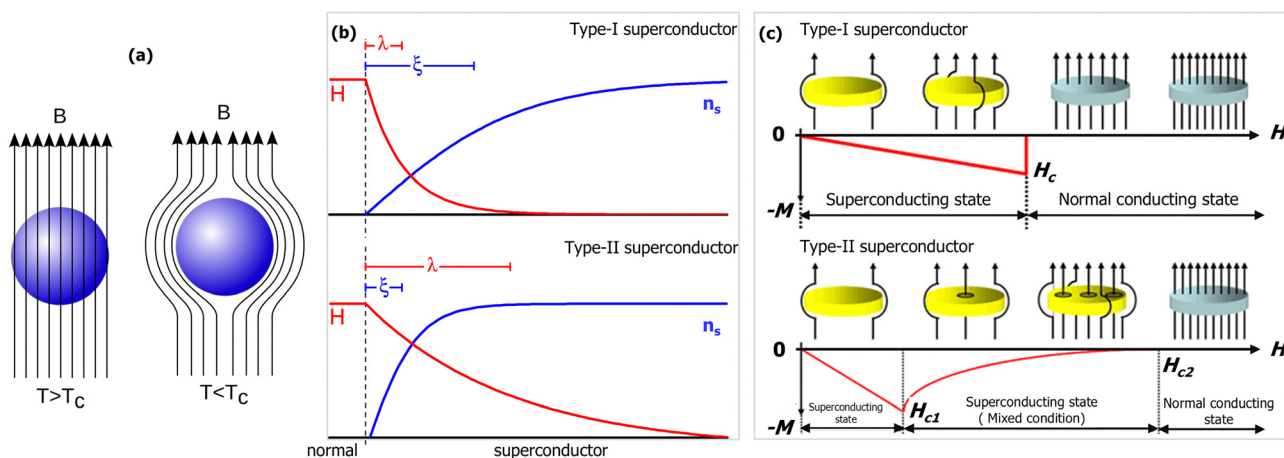 (a)
B
B
T>Tc
T<Tc
(b)
Type-I superconductor
λ
ξ
H
ns
Type-II superconductor
λ
ξ
H
ns
normal
superconductor
(c)
Type-I superconductor
0
H
Hc
-M
Superconducting state
Normal conducting state
Type-II superconductor
0
H
Hc2
Hc1
Superconducting
state
Superconducting state
( Mixed condition)
Normal conducting
state
-M